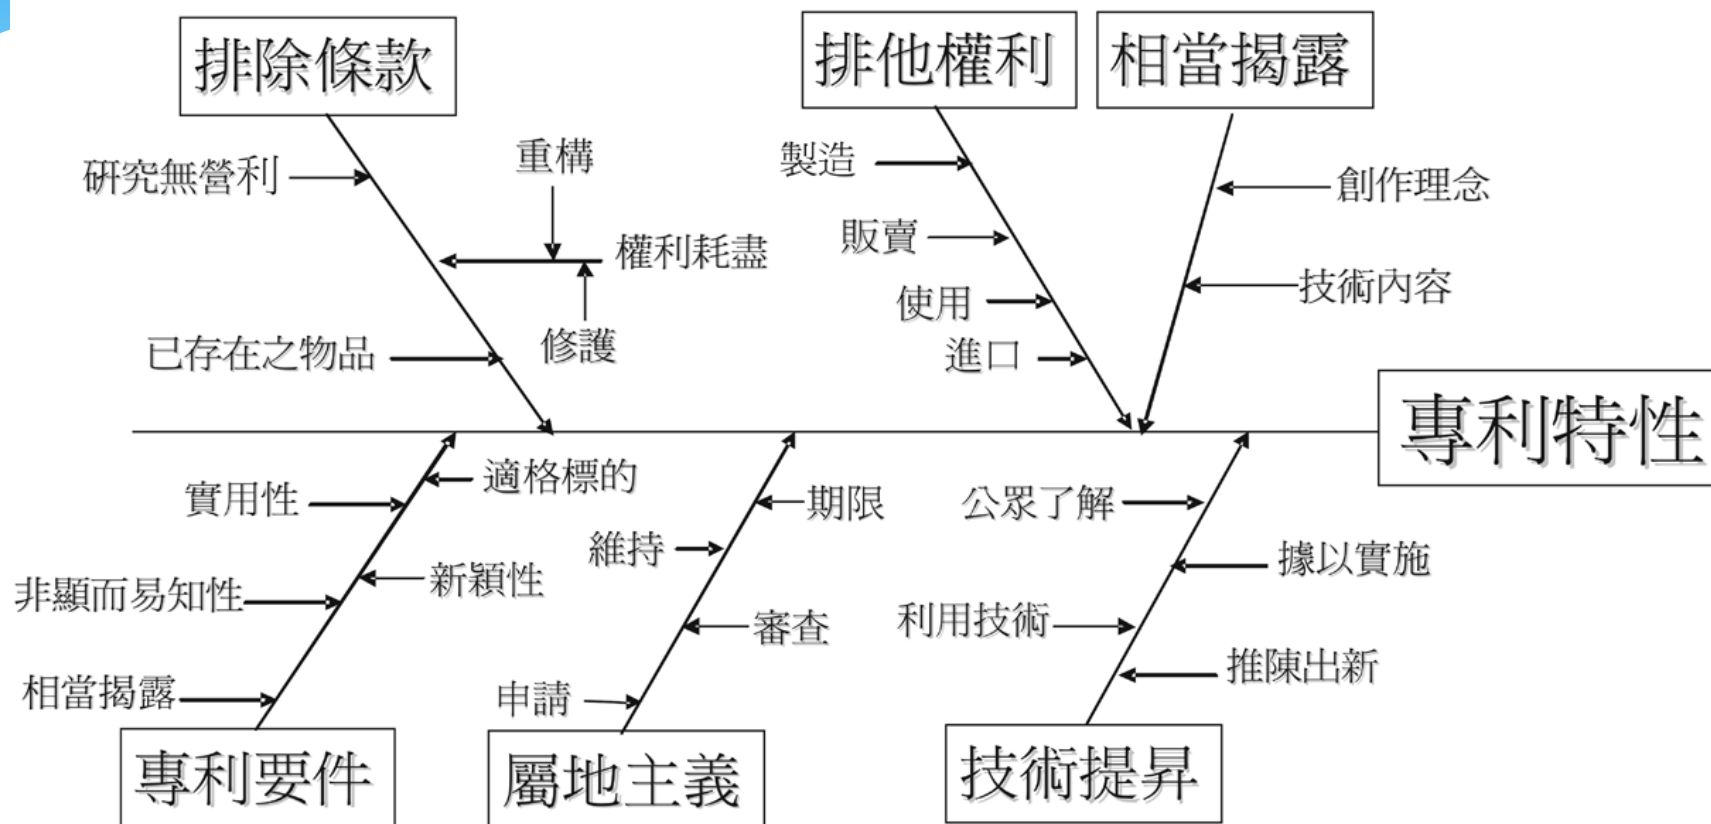 排除條款
排他權利
相當揭露
研究無營利
重構
權利耗盡
修護
已存在之物品
製造
販賣
使用
進口
創作理念
技術內容
專利特性
適格標的
實用性
新穎性
非顯而易知性
相當揭露
專利要件
期限
維持
審查
申請
屬地主義
公眾了解
據以實施
利用技術
推陳出新
技術提昇